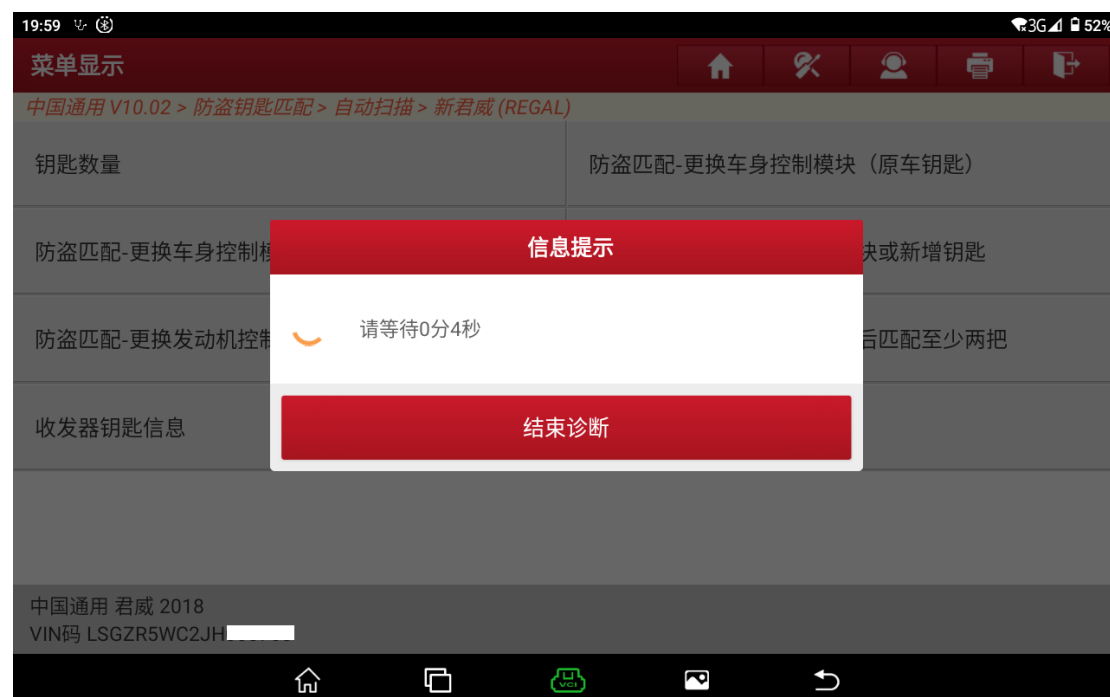 19:59 3G 52%
菜单显示
中国通用 V10.02 > 防盗钥匙匹配 > 自动扫描 > 新君威 (REGAL)
钥匙数量 防盗匹配-更换车身控制模块（原车钥匙）
防盗匹配-更换车身控制 块或新增钥匙
信息提示
防盗匹配-更换发动机控制 后匹配至少两把
请等待0分4秒
收发器钥匙信息
结束诊断
中国通用 君威 2018
VIN码 LSGZR5WC2JH
VCI